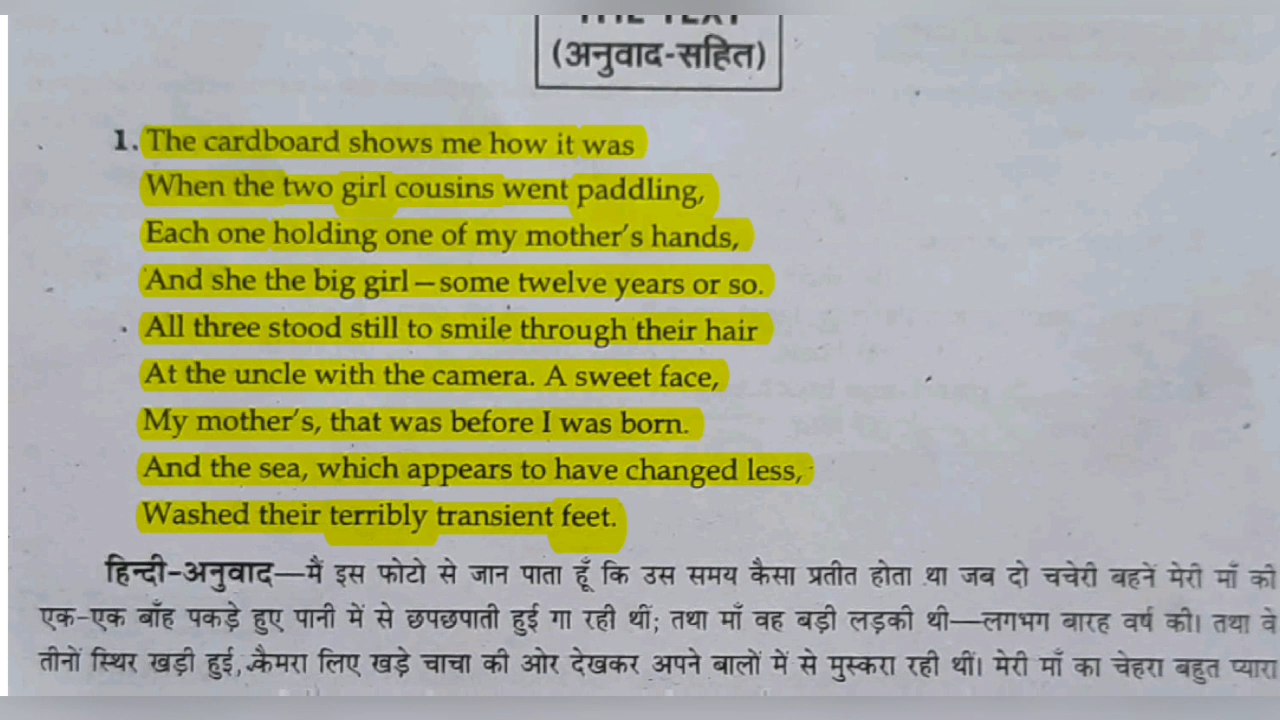 THE TEXT
(अनुवाद-सहित)
1. The cardboard shows me how it was
When the two girl cousins went paddling,
Each one holding one of my mother's hands,
And she the big girl—some twelve years or so.
All three stood still to smile through their hair
At the uncle with the camera. A sweet face,
My mother's, that was before I was born.
And the sea, which appears to have changed less,
Washed their terribly transient feet.
हिन्दी-अनुवाद—मैं इस फोटो से जान पाता हूँ कि उस समय कैसा प्रतीत होता था जब दो चचेरी बहनें मेरी माँ की
एक-एक बाँह पकड़े हुए पानी में से छपछपाती हुई गा रही थीं; तथा माँ वह बड़ी लड़की थी—लगभग बारह वर्ष की। तथा वे
तीनों स्थिर खड़ी हुई, कैमरा लिए खड़े चाचा की ओर देखकर अपने बालों में से मुस्करा रही थीं। मेरी माँ का चेहरा बहुत प्यारा